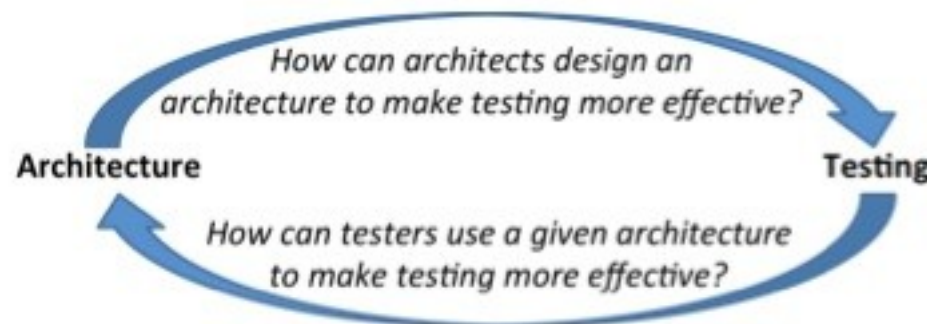 How can architects design an
architecture to make testing more effective?
Architecture
Testing
How can testers use a given architecture
to make testing more effective?